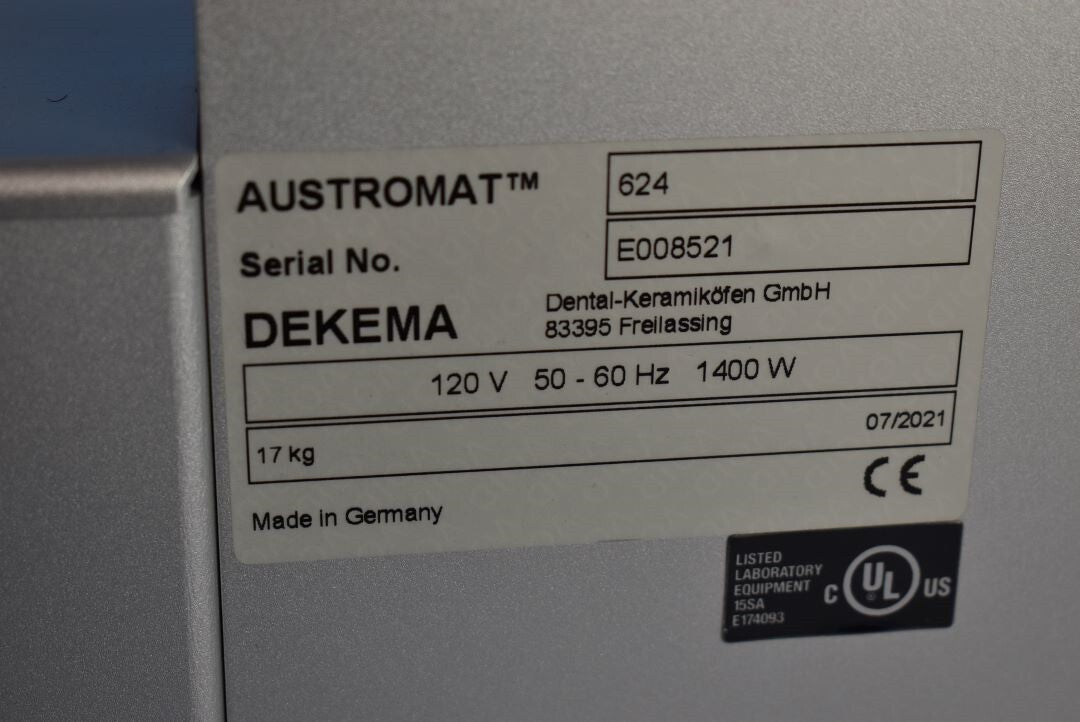 AUSTROMAT™ 624
Serial No. E008521
DEKEMA Dental-Keramiköfen GmbH
83395 Freilassing
120 V 50 - 60 Hz 1400 W
17 kg 07/2021
CE
Made in Germany
LISTED
LABORATORY
EQUIPMENT
15SA
E174093
C UL ® US